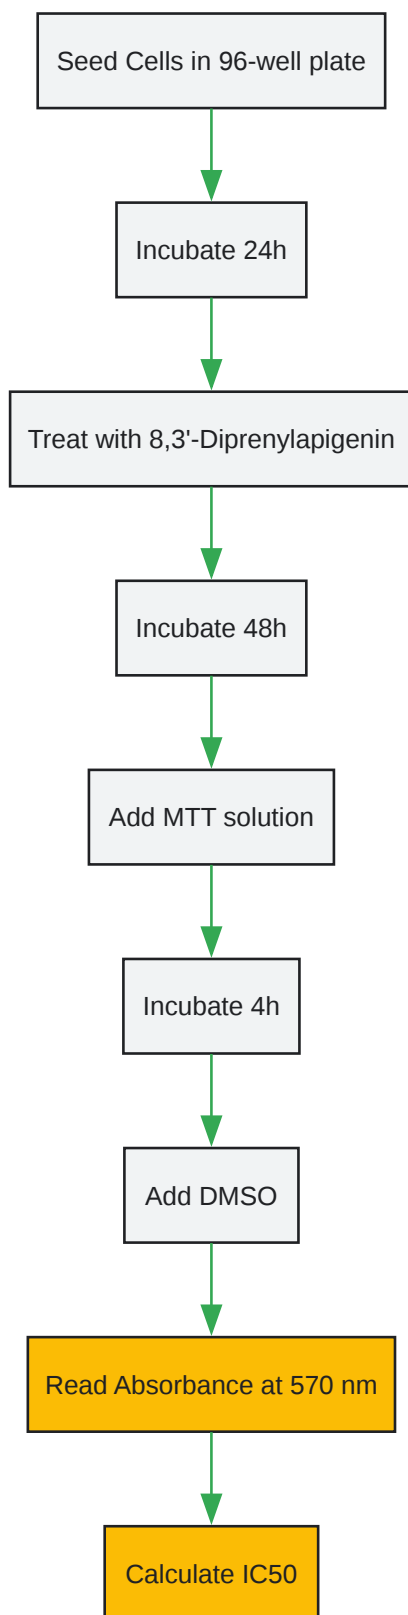 Seed Cells in 96-well plate
Incubate 24h
Treat with 8,3'-Diprenylapigenin
Incubate 48h
Add MTT solution
Incubate 4h
Add DMSO
Read Absorbance at 570 nm
Calculate IC50